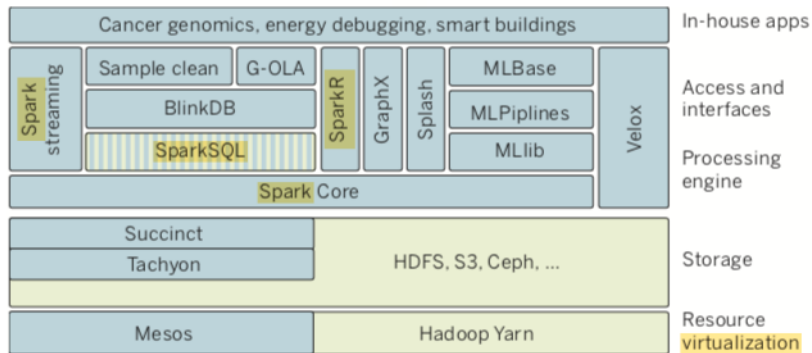 Cancer genomics, energy debugging, smart buildings
In-house apps
Spark
streaming
Sample clean
G-OLA
BlinkDB
SparkSQL
SparkR
GraphX
Splash
MLBase
MLPiplines
MLlib
Velox
Access and
interfaces
Processing
engine
Spark Core
Succinct
Tachyon
HDFS, S3, Ceph, ...
Storage
Mesos
Hadoop Yarn
Resource
virtualization